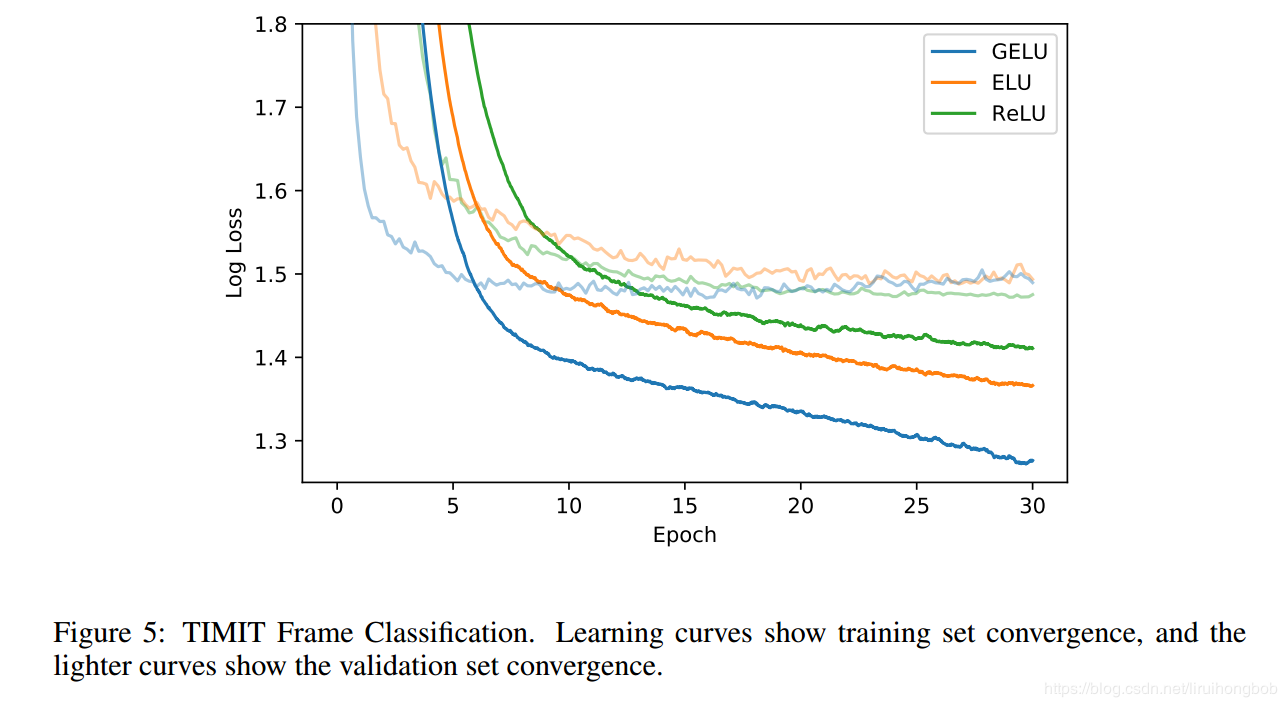 1.8
1.7
1.6
1.5
1.4
1.3
Log Loss
GELU
ELU
ReLU
0 5 10 15 20 25 30
Epoch
Figure 5: TIMIT Frame Classification. Learning curves show training set convergence, and the
lighter curves show the validation set convergence.
https://blog.csdn.net/liruihongbob